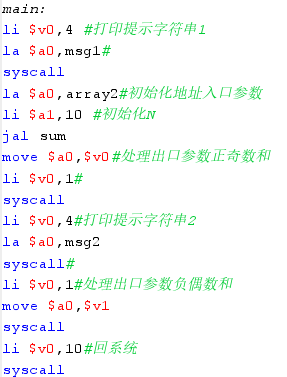 main:
li $v0,4 #打印提示字符串1
la $a0,msg1#
syscall
la $a0,array2#初始化地址入口参数
li $a1,10 #初始化N
jal sum
move $a0,$v0#处理出口参数正奇数和
li $v0,1#
syscall
li $v0,4#打印提示字符串2
la $a0,msg2
syscall#
li $v0,1#处理出口参数负偶数和
move $a0,$v1
syscall
li $v0,10#回系统
syscall